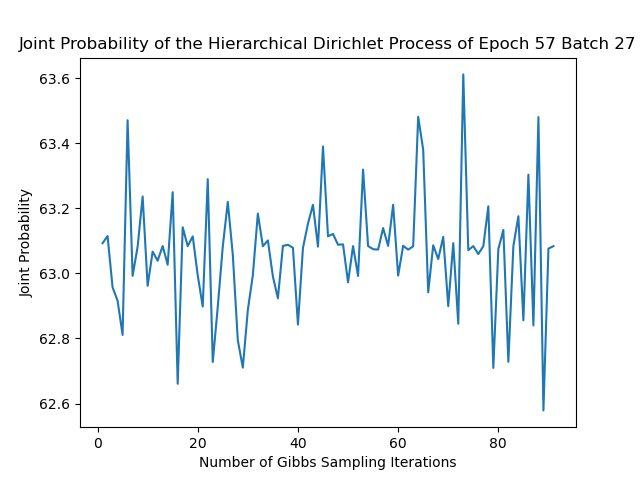 Joint Probability of the Hierarchical Dirichlet Process of Epoch 57 Batch 27
63.6
63.4
63.2
63.0
62.8
62.6
Joint Probability
0 20 40 60 80
Number of Gibbs Sampling Iterations